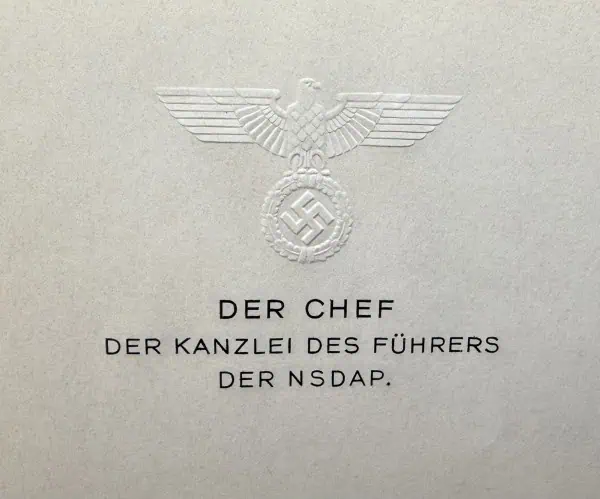 DER CHEF
DER KANZLEI DES FÜHRERS
DER NSDAP.